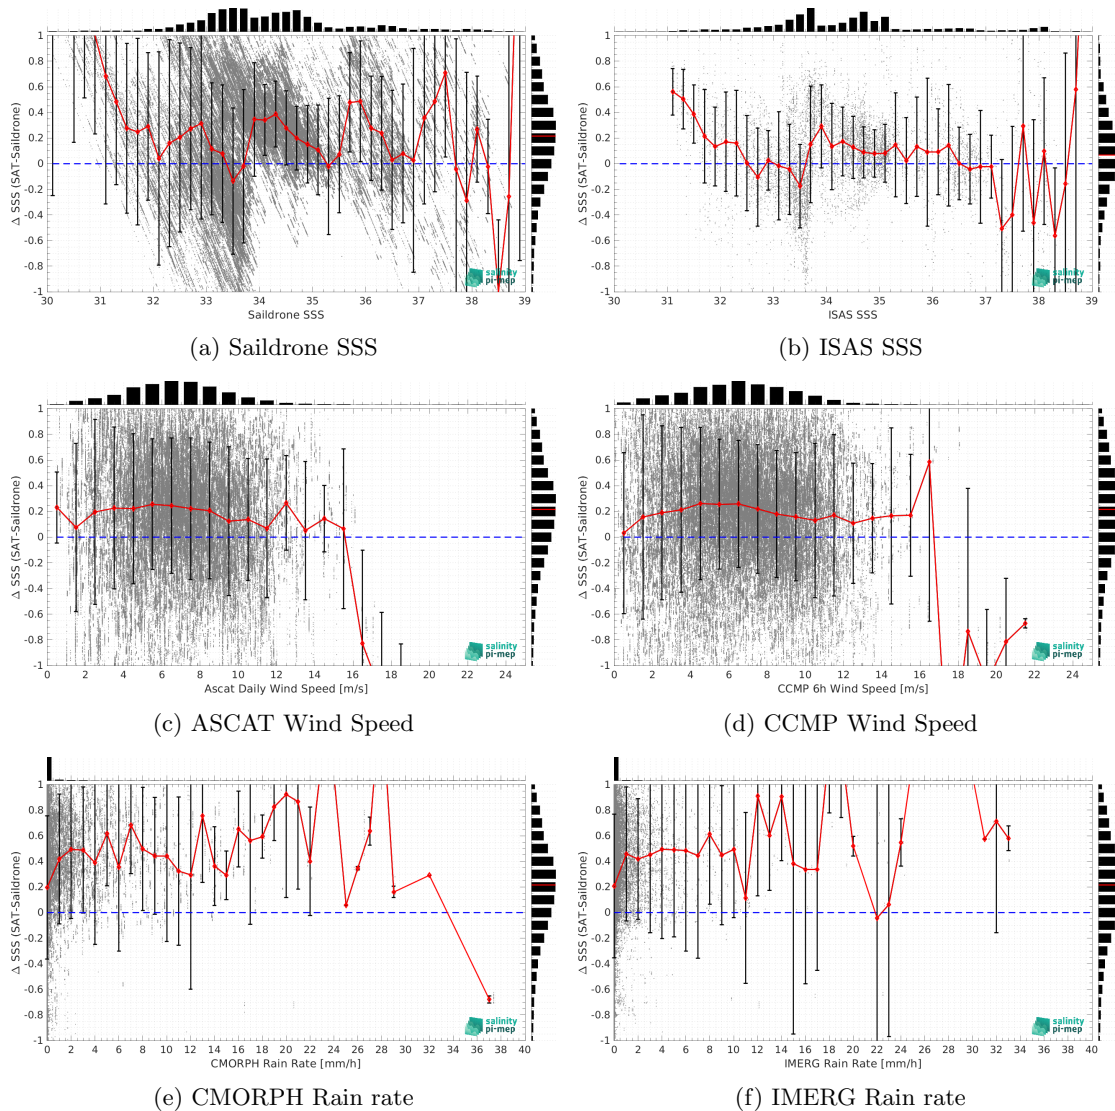 1
0.8
0.6
0.4
0.2
0
-0.2
-0.4
-0.6
-0.8
-1
Δ SSS (SAT-Saildrone)
salinity
pi-mep
30 31 32 33 34 35 36 37 38 39
Saildrone SSS
(a) Saildrone SSS
1
0.8
0.6
0.4
0.2
0
-0.2
-0.4
-0.6
-0.8
-1
Δ SSS (SAT-Saildrone)
salinity
pi-mep
30 31 32 33 34 35 36 37 38 39
ISAS SSS
(b) ISAS SSS
1
0.8
0.6
0.4
0.2
0
-0.2
-0.4
-0.6
-0.8
-1
Δ SSS (SAT-Saildrone)
salinity
pi-mep
0 2 4 6 8 10 12 14 16 18 20 22 24
Ascat Daily Wind Speed [m/s]
(c) ASCAT Wind Speed
1
0.8
0.6
0.4
0.2
0
-0.2
-0.4
-0.6
-0.8
-1
Δ SSS (SAT-Saildrone)
salinity
pi-mep
0 2 4 6 8 10 12 14 16 18 20 22 24
CCMP 6h Wind Speed [m/s]
(d) CCMP Wind Speed
1
0.8
0.6
0.4
0.2
0
-0.2
-0.4
-0.6
-0.8
-1
Δ SSS (SAT-Saildrone)
salinity
pi-mep
0 2 4 6 8 10 12 14 16 18 20 22 24 26 28 30 32 34 36 38 40
CMORPH Rain Rate [mm/h]
(e) CMORPH Rain rate
1
0.8
0.6
0.4
0.2
0
-0.2
-0.4
-0.6
-0.8
-1
Δ SSS (SAT-Saildrone)
salinity
pi-mep
0 2 4 6 8 10 12 14 16 18 20 22 24 26 28 30 32 34 36 38 40
IMERG Rain Rate [mm/h]
(f) IMERG Rain rate